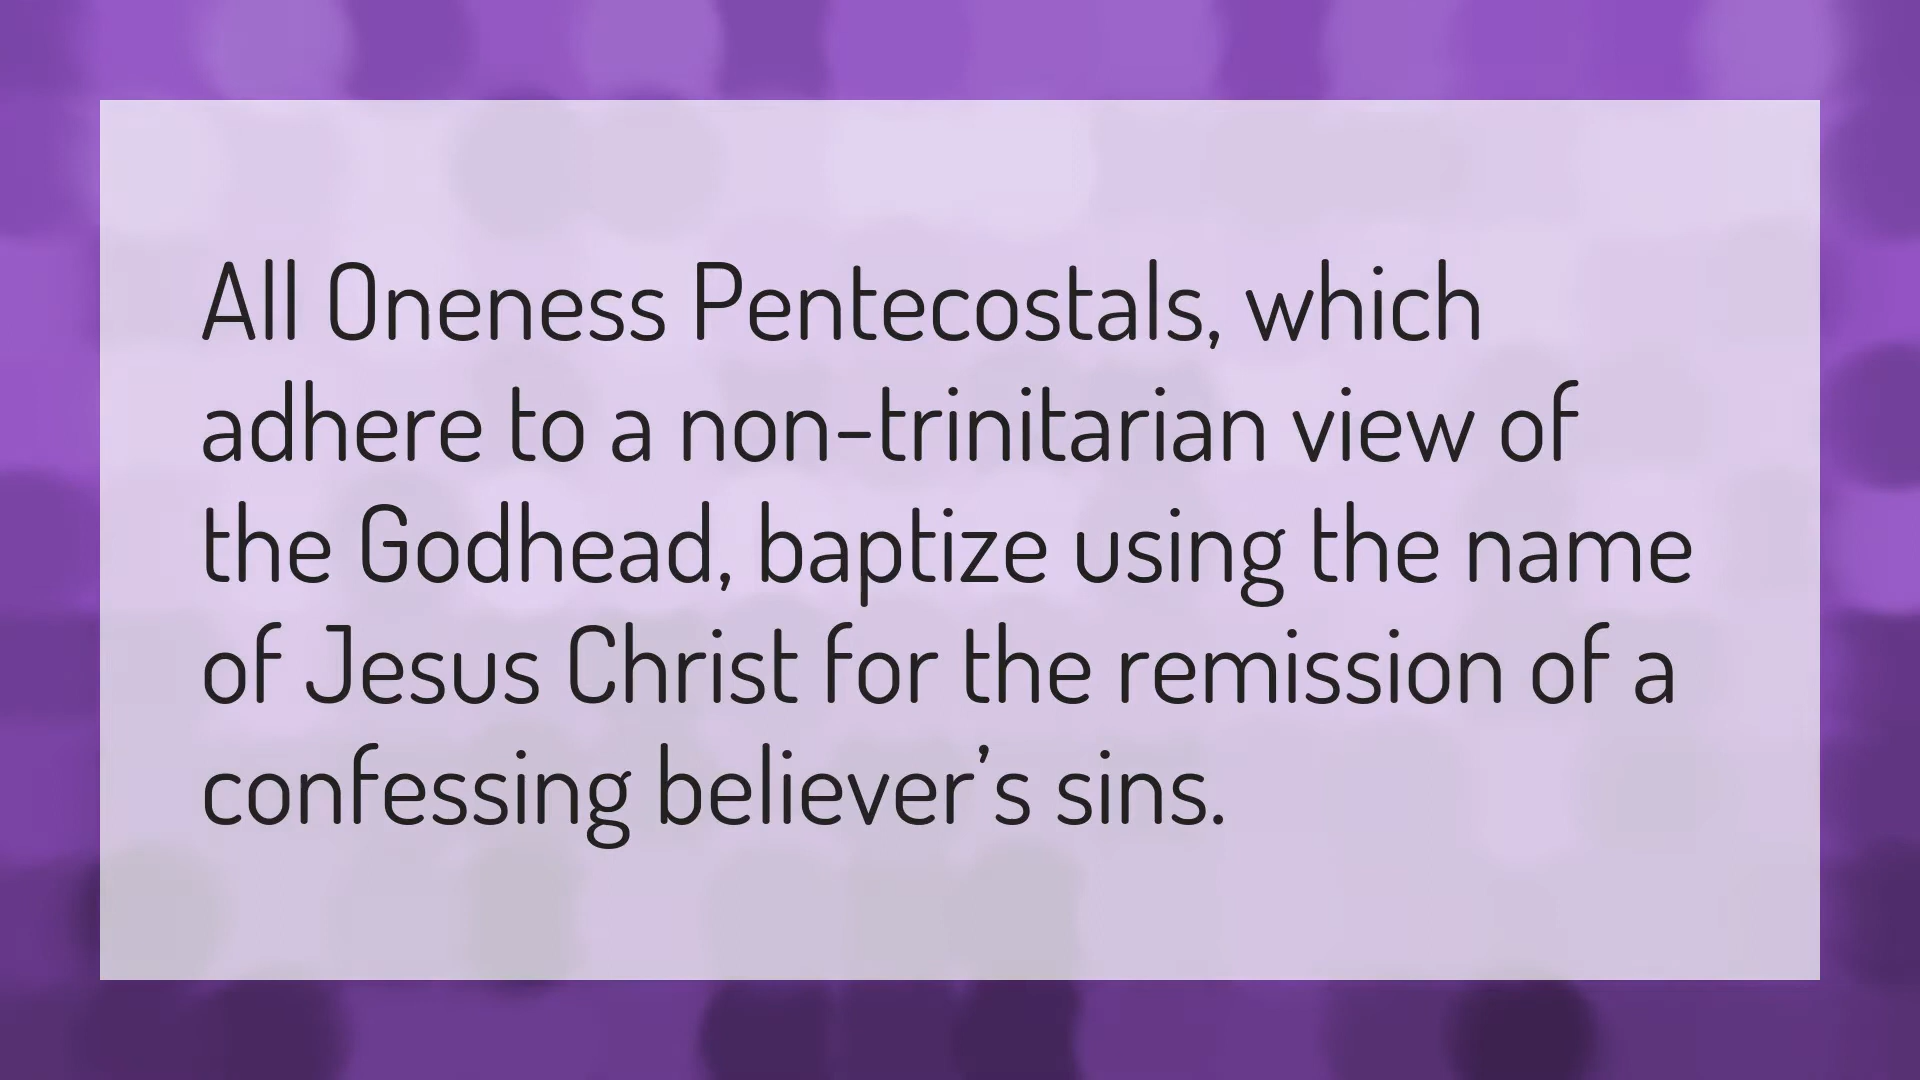 All Oneness Pentecostals, which
adhere to a non-trinitarian view of
the Godhead, baptize using the name
of Jesus Christ for the remission of a
confessing believer’s sins.